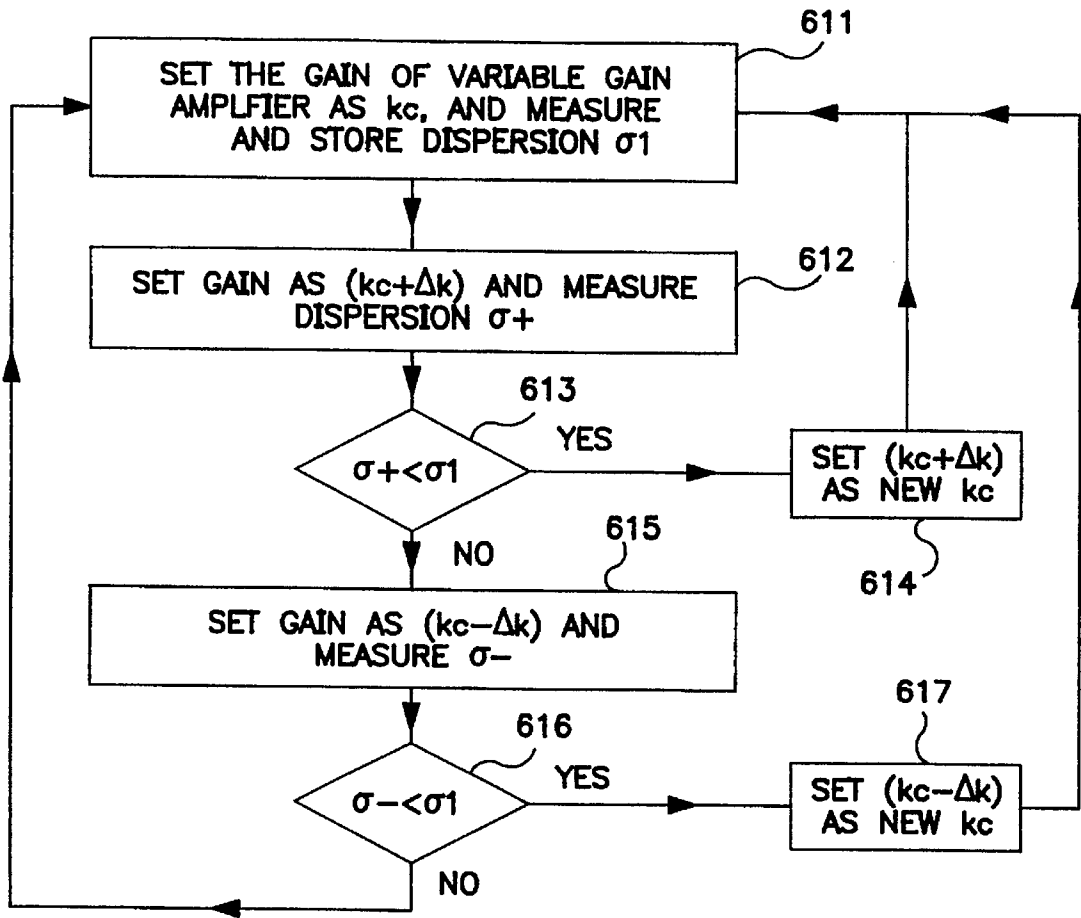 611
SET THE GAIN OF VARIABLE GAIN
AMPLFIER AS kc, AND MEASURE
AND STORE DISPERSION σ1
612
SET GAIN AS (kc+Δk) AND MEASURE
DISPERSION σ+
613
σ+<σ1
YES
SET (kc+Δk)
AS NEW kc
614
NO
615
SET GAIN AS (kc-Δk) AND
MEASURE σ-
616
σ-<σ1
YES
617
SET (kc-Δk)
AS NEW kc
NO